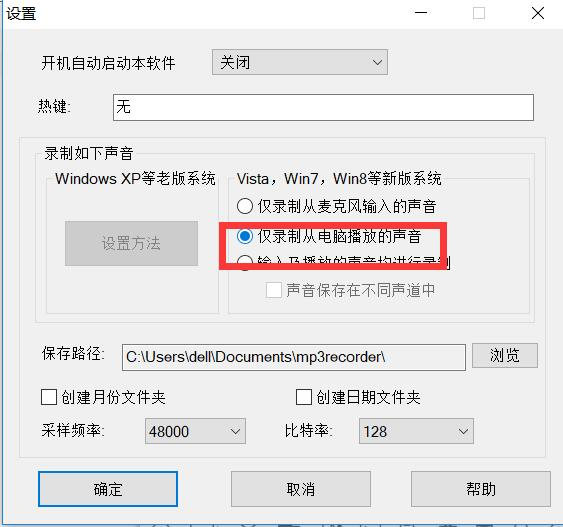 设置
开机自动启动本软件 关闭
热键: 无
录制如下声音
Windows XP等老版系统
设置方法
Vista，Win7，Win8等新版系统
仅录制从麦克风输入的声音
仅录制从电脑播放的声音
输入及播放的声音均进行录制
声音保存在不同声道中
保存路径: C:\Users\dell\Documents\mp3recorder\ 浏览
创建月份文件夹 创建日期文件夹
采样频率: 48000 比特率: 128
确定 取消 帮助